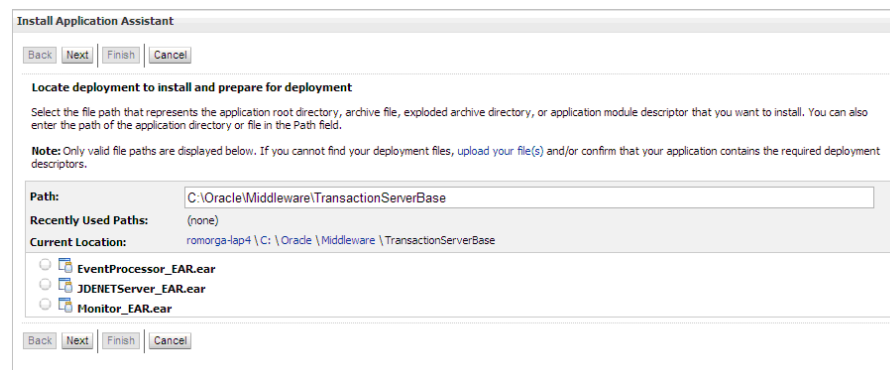 Install Application Assistant
Back Next Finish Cancel
Locate deployment to install and prepare for deployment
Select the file path that represents the application root directory, archive file, exploded archive directory, or application module descriptor that you want to install. You can also
enter the path of the application directory or file in the Path field.
Note: Only valid file paths are displayed below. If you cannot find your deployment files, upload your file(s) and/or confirm that your application contains the required deployment
descriptors.
Path: C:\Oracle\Middleware\TransactionServerBase
Recently Used Paths: (none)
Current Location: romorga-lap4 \ C: \ Oracle \ Middleware \ TransactionServerBase
EventProcessor_EAR.ear
JDENETServer_EAR.ear
Monitor_EAR.ear
Back Next Finish Cancel